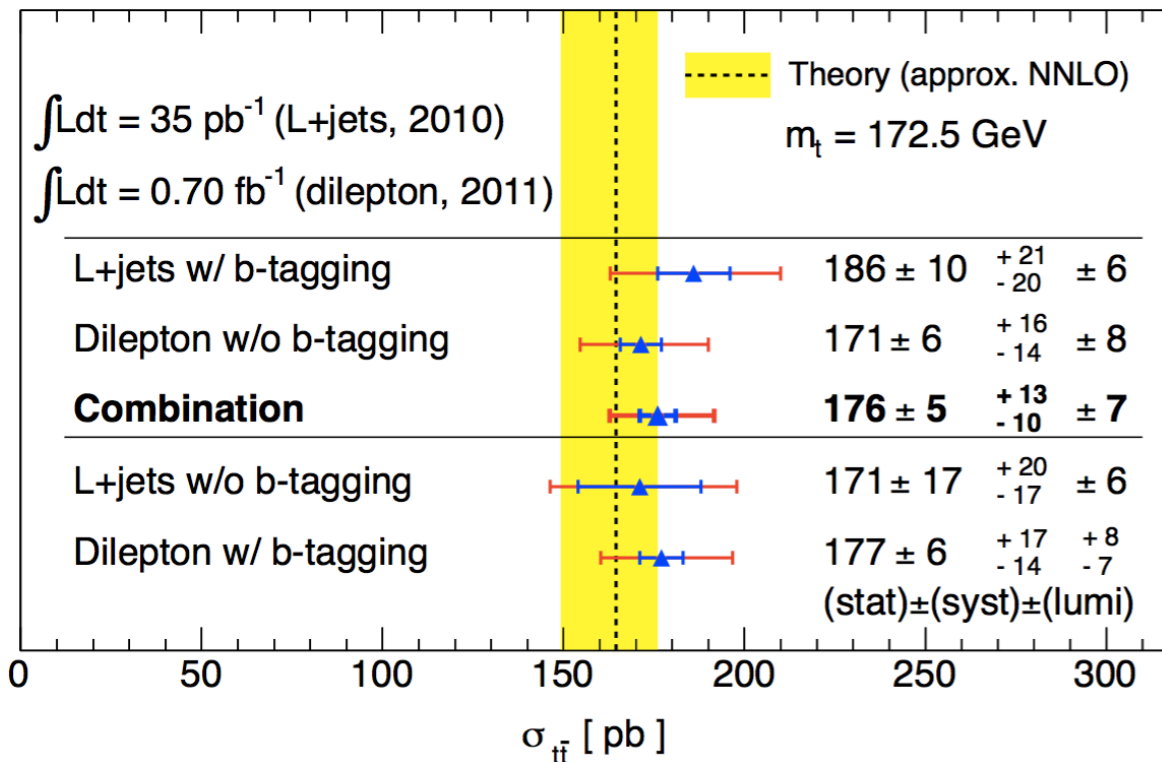 Theory (approx. NNLO)
∫Ldt = 35 pb⁻¹ (L+jets, 2010)
mₜ = 172.5 GeV
∫Ldt = 0.70 fb⁻¹ (dilepton, 2011)
L+jets w/ b-tagging 186 ± 10 + 21 - 20 ± 6
Dilepton w/o b-tagging 171 ± 6 + 16 - 14 ± 8
Combination 176 ± 5 + 13 - 10 ± 7
L+jets w/o b-tagging 171 ± 17 + 20 - 17 ± 6
Dilepton w/ b-tagging 177 ± 6 + 17 - 14 + 8 - 7
(stat)±(syst)±(lumi)
0 50 100 150 200 250 300
σ tt̄ [ pb ]